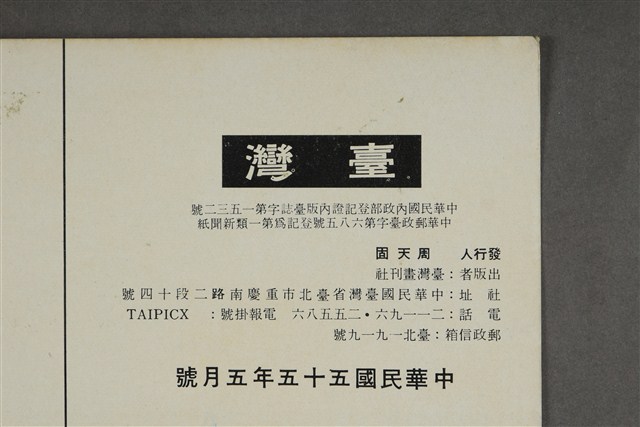 臺灣
中華民國內政部登記證內版臺誌字第一五三二號
中華郵政臺字第六八五號登記爲第一類新聞紙
發行人 周天固
出版者：臺灣畫刊社
社址：中華民國臺灣省臺北市重慶南路二段十四號
電話：二一一九六・二五五八六 電報掛號：TAIPICX
郵政信箱：臺北一九一九號
中華民國五十五年五月號